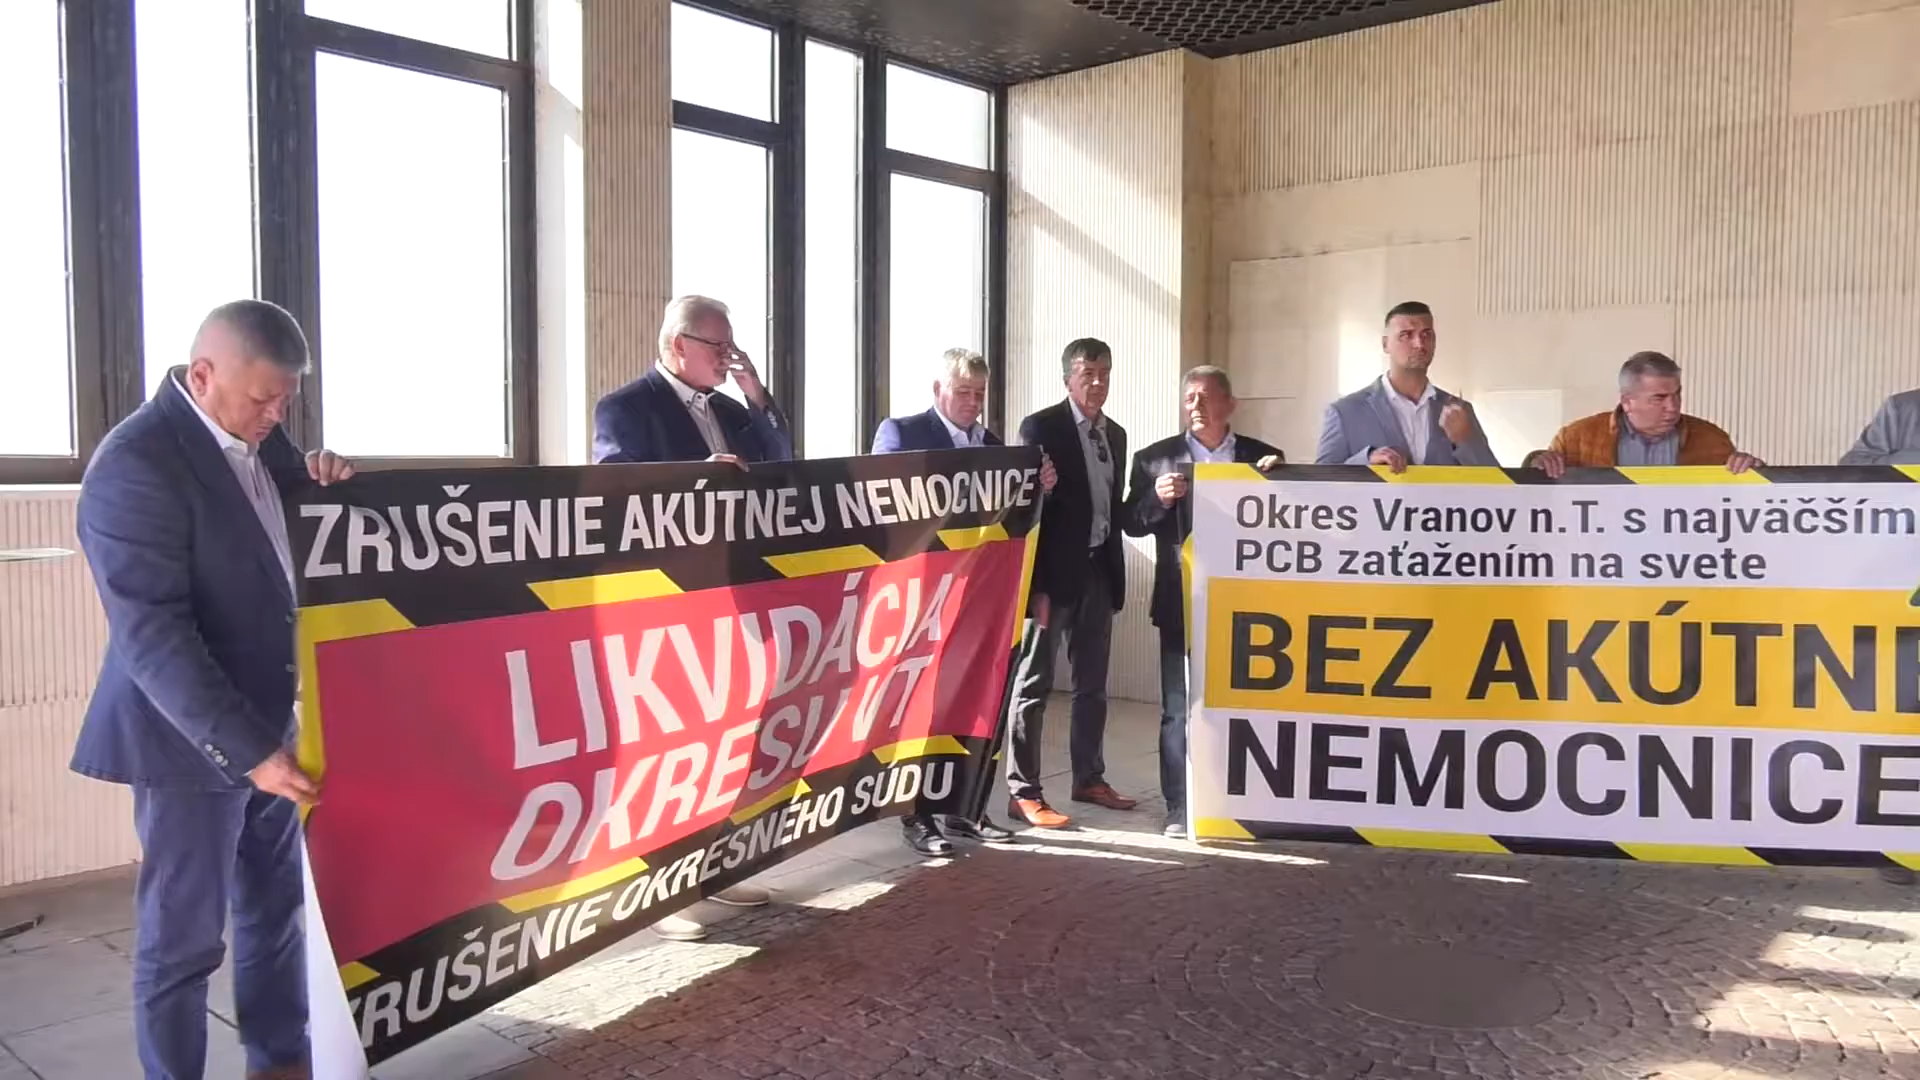 ZRUŠENIE AKÚTNEJ NEMOCNICE
LIKVIDÁCIA
OKRESU VT
ZRUŠENIE OKRESNÉHO SÚDU
Okres Vranov n.T. s najväčším
PCB zaťažením na svete
BEZ AKÚTNE
NEMOCNICE